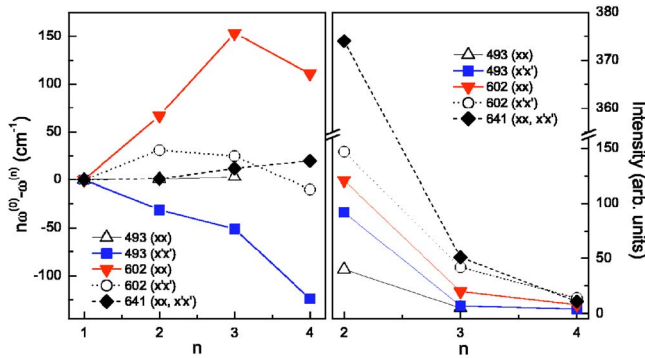 nω⁽⁰⁾-ω⁽ⁿ⁾ (cm⁻¹)
150
100
50
0
-50
-100
493 (xx)
493 (x'x')
602 (xx)
602 (x'x')
641 (xx, x'x')
1
2
3
4
n
493 (xx)
493 (x'x')
602 (xx)
602 (x'x')
641 (xx, x'x')
2
3
4
n
380
370
360
150
100
50
0
Intensity (arb. units)